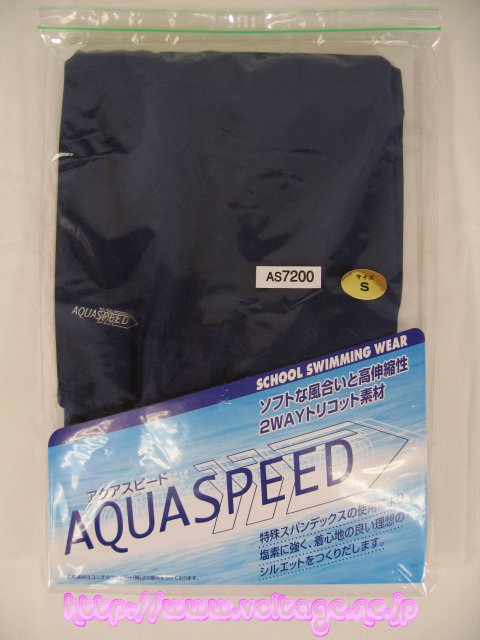 AS7200
サイズ
S
AQUASPEED
SCHOOL SWIMMING WEAR
ソフトな風合いと高伸縮性
2WAYトリコット素材
アクアスピード
AQUASPEED
特殊スパンデックスの使用により
塩素に強く、着心地の良い理想の
シルエットをつくりだします。
http://www.voltage.ne.jp